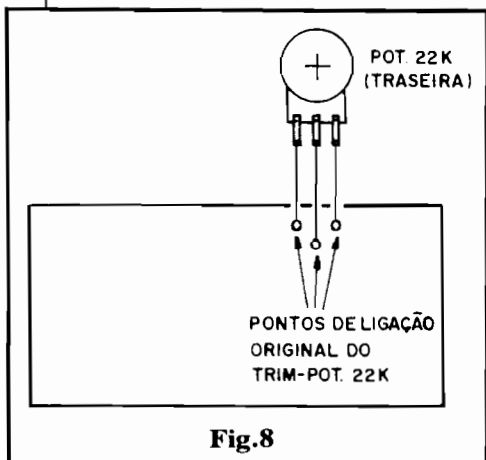 POT. 22K
(TRASEIRA)
PONTOS DE LIGAÇÃO
ORIGINAL DO
TRIM-POT. 22K
Fig.8